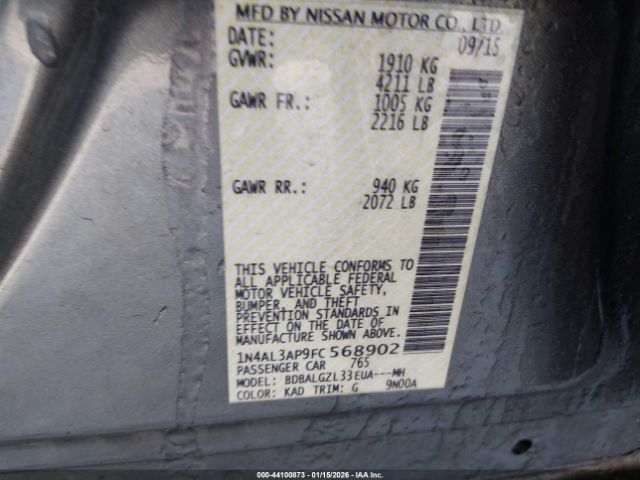 MFD BY NISSAN MOTOR CO., LTD.
DATE: 09/15
GVWR: 1910 KG
4211 LB
GAWR FR.: 1005 KG
2216 LB
GAWR RR.: 940 KG
2072 LB
THIS VEHICLE CONFORMS TO
ALL APPLICABLE FEDERAL
MOTOR VEHICLE SAFETY,
BUMPER, AND THEFT
PREVENTION STANDARDS IN
EFFECT ON THE DATE OF
MANUFACTURE SHOWN ABOVE.
1N4AL3AP9FC568902
PASSENGER CAR 765
MODEL: BDBALGZL33EUA---MH
COLOR: KAD TRIM: G 9N00A
000-44100873 - 01/15/2026 - IAA Inc.